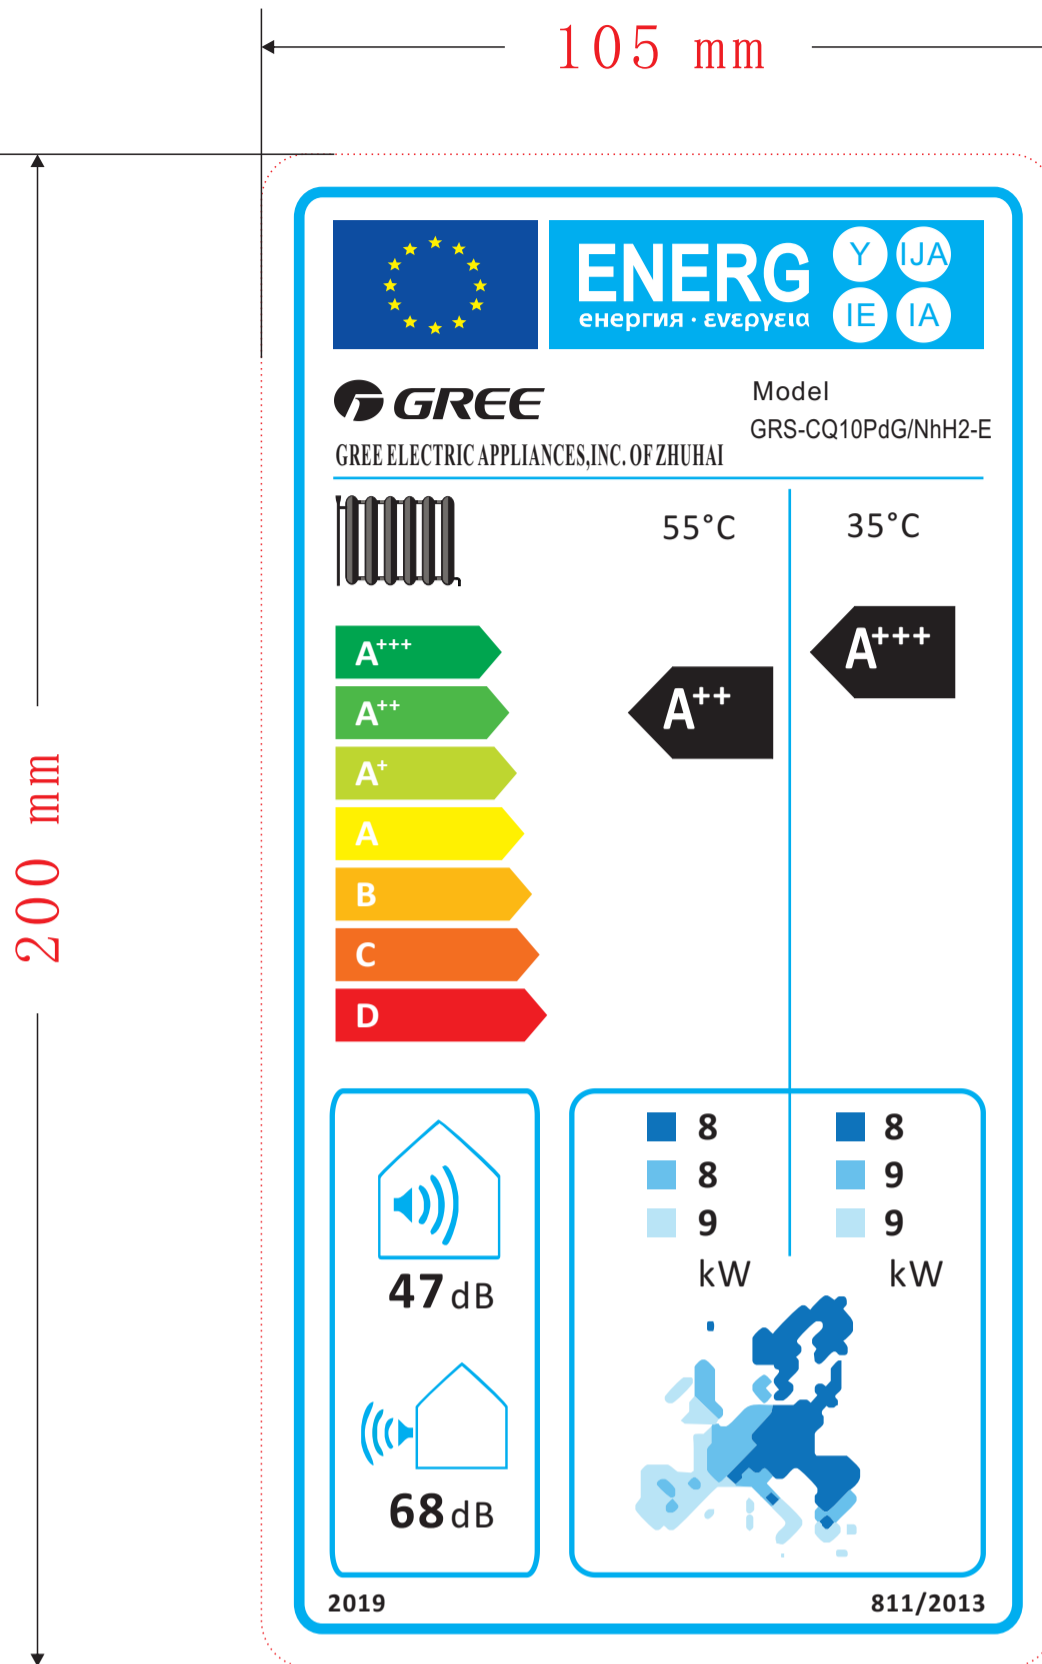 105 mm
200 mm
ENERG
енергия · ενεργεια
Y IJA
IE IA
GREE
GREE ELECTRIC APPLIANCES,INC. OF ZHUHAI
Model
GRS-CQ10PdG/NhH2-E
55°C 35°C
A+++
A++
A+
A
B
C
D
A++
A+++
47 dB
68 dB
8 8
8 9
9 9
kW kW
2019 811/2013